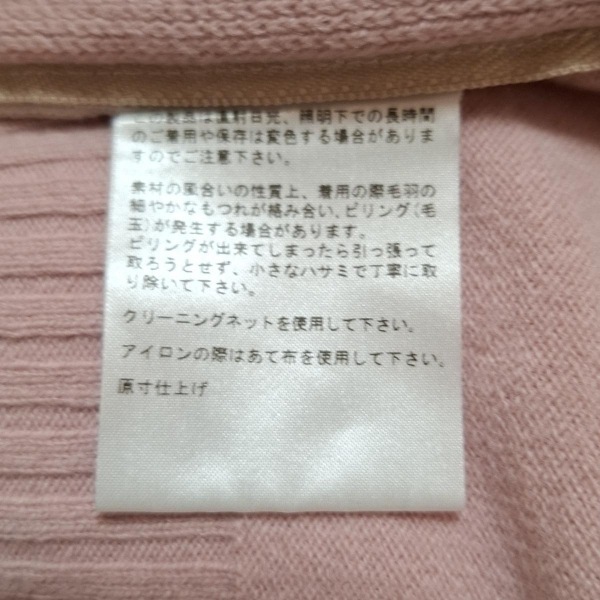 この製品は直射日光、照明下での長時間
のご着用や保存は変色する場合がありま
すのでご注意下さい。
素材の風合いの性質上、着用の際毛羽の
細やかなもつれが絡み合い、ピリング(毛
玉)が発生する場合があります。
ピリングが出来てしまったら引っ張って
取ろうとせず、小さなハサミで丁寧に取
り除いて下さい。
クリーニングネットを使用して下さい。
アイロンの際はあて布を使用して下さい。
原寸仕上げ